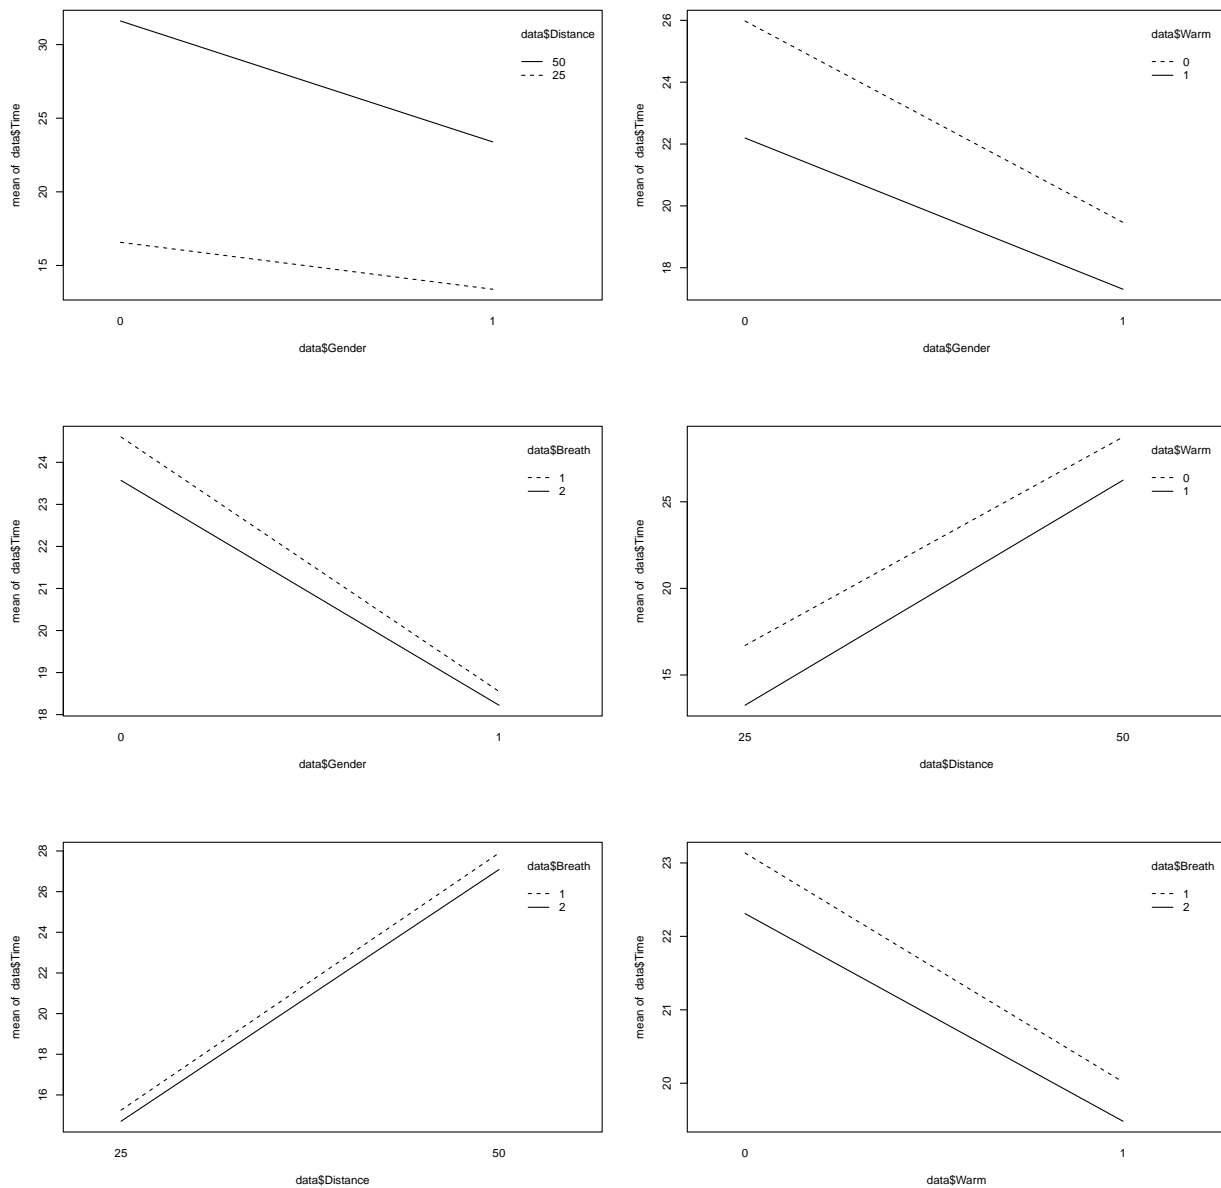 data$Distance
50
25
30
25
20
15
mean of data$Time
0 1
data$Gender
data$Warm
0
1
26
24
22
20
18
mean of data$Time
0 1
data$Gender
data$Breath
1
2
24
23
22
21
20
19
18
mean of data$Time
0 1
data$Gender
data$Warm
0
1
25
20
15
mean of data$Time
25 50
data$Distance
data$Breath
1
2
28
26
24
22
20
18
16
mean of data$Time
25 50
data$Distance
data$Breath
1
2
23
22
21
20
mean of data$Time
0 1
data$Warm